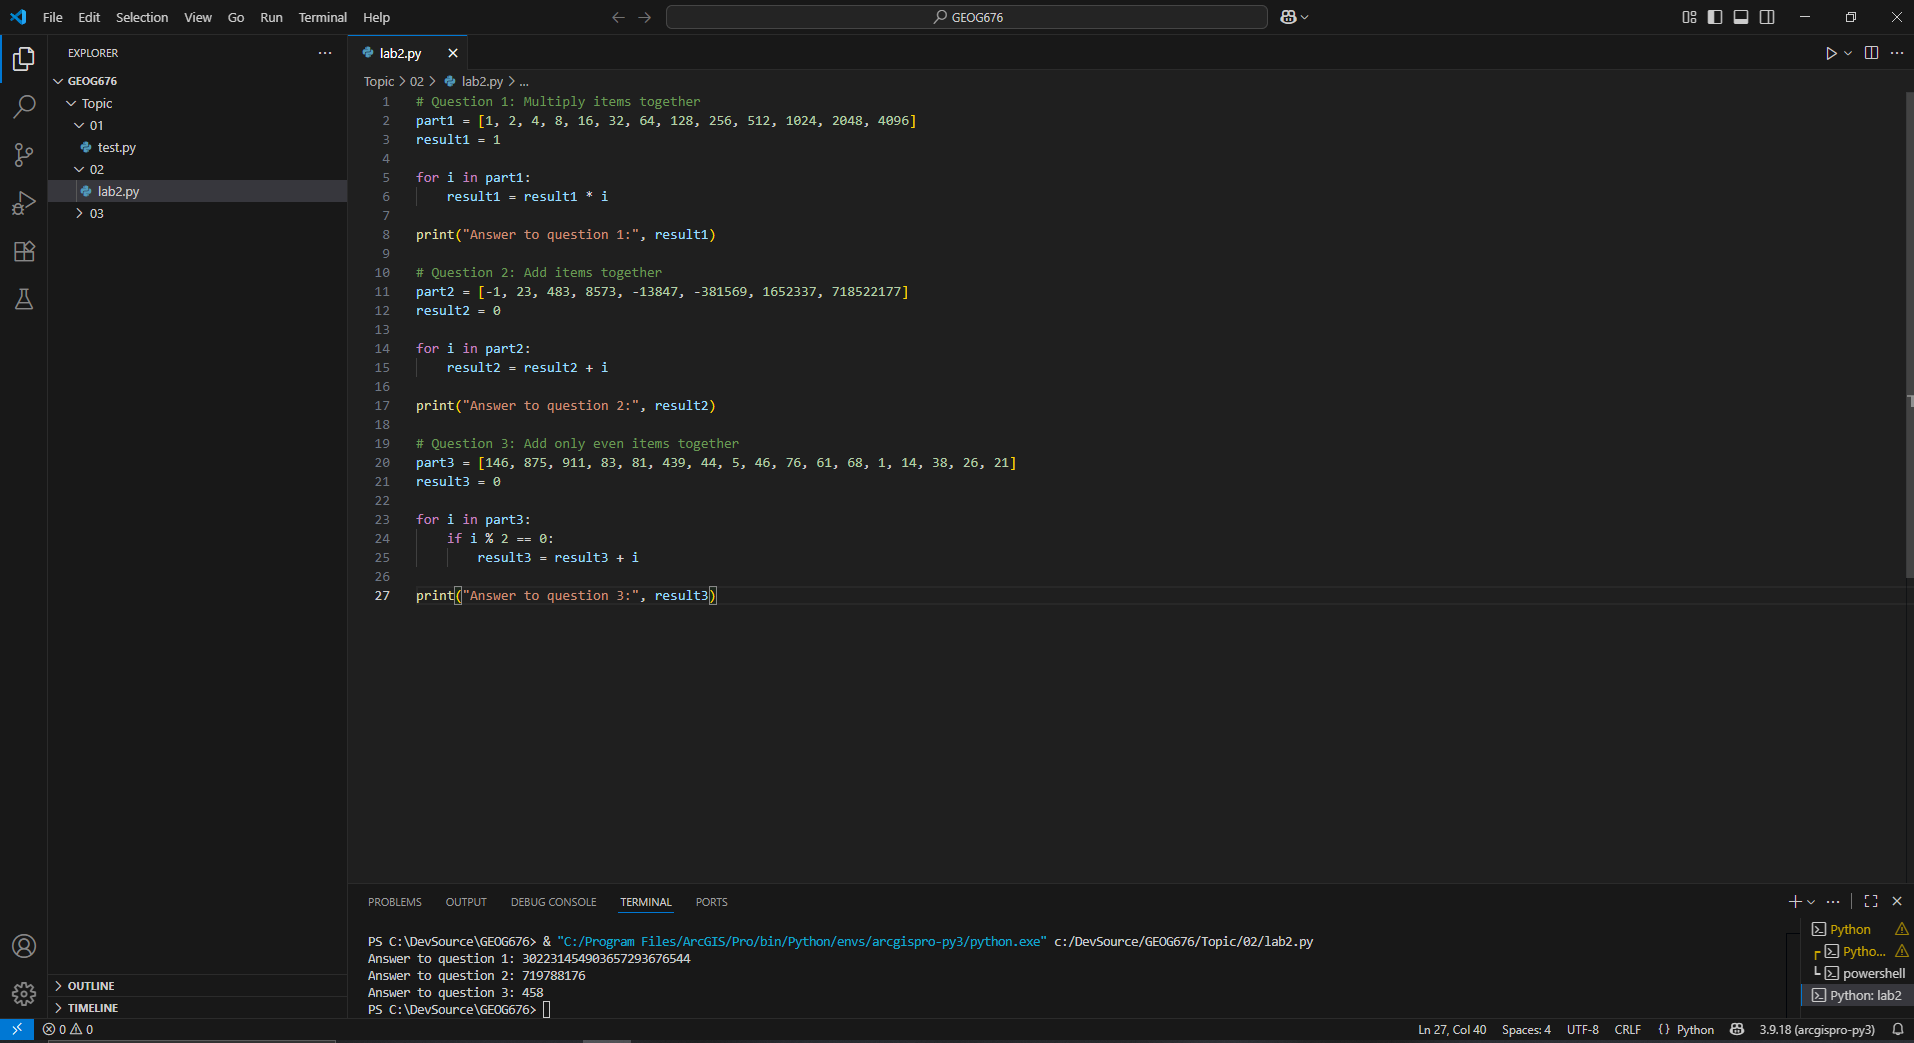 File Edit Selection View Go Run Terminal Help
GEOG676
EXPLORER
GEOG676
Topic
01
test.py
02
lab2.py
03
OUTLINE
TIMELINE
lab2.py
Topic > 02 > lab2.py > ...
1 # Question 1: Multiply items together
2 part1 = [1, 2, 4, 8, 16, 32, 64, 128, 256, 512, 1024, 2048, 4096]
3 result1 = 1
4
5 for i in part1:
6     result1 = result1 * i
7
8 print("Answer to question 1:", result1)
9
10 # Question 2: Add items together
11 part2 = [-1, 23, 483, 8573, -13847, -381569, 1652337, 718522177]
12 result2 = 0
13
14 for i in part2:
15     result2 = result2 + i
16
17 print("Answer to question 2:", result2)
18
19 # Question 3: Add only even items together
20 part3 = [146, 875, 911, 83, 81, 439, 44, 5, 46, 76, 61, 68, 1, 14, 38, 26, 21]
21 result3 = 0
22
23 for i in part3:
24     if i % 2 == 0:
25         result3 = result3 + i
26
27 print("Answer to question 3:", result3)
PROBLEMS OUTPUT DEBUG CONSOLE TERMINAL PORTS
PS C:\DevSource\GEOG676> & "C:/Program Files/ArcGIS/Pro/bin/Python/envs/arcgispro-py3/python.exe" c:/DevSource/GEOG676/Topic/02/lab2.py
Answer to question 1: 302231454903657293676544
Answer to question 2: 719788176
Answer to question 3: 458
PS C:\DevSource\GEOG676>
Python
Pytho...
powershell
Python: lab2
0 0
Ln 27, Col 40 Spaces: 4 UTF-8 CRLF {} Python 3.9.18 (arcgispro-py3)